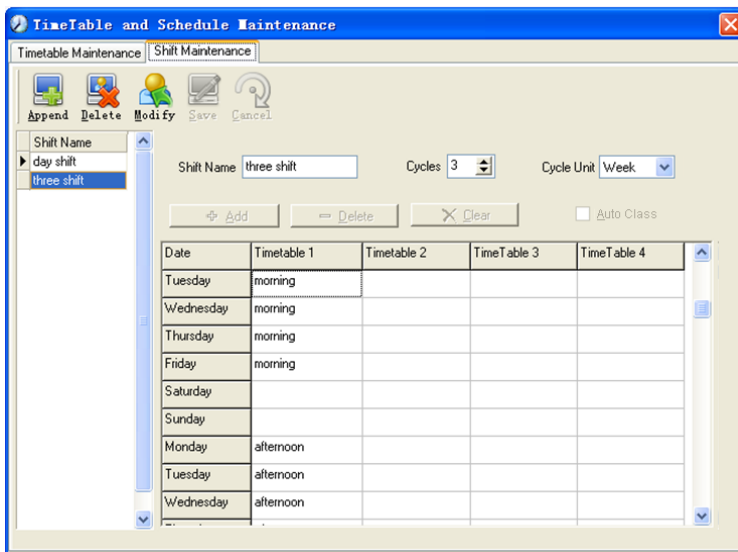 TimeTable and Schedule Maintenance
Timetable Maintenance Shift Maintenance
Append Delete Modify Save Cancel
Shift Name
day shift
three shift
Shift Name three shift Cycles 3 Cycle Unit Week
Add Delete Clear Auto Class
Date Timetable 1 Timetable 2 TimeTable 3 TimeTable 4
Tuesday morning
Wednesday morning
Thursday morning
Friday morning
Saturday
Sunday
Monday afternoon
Tuesday afternoon
Wednesday afternoon